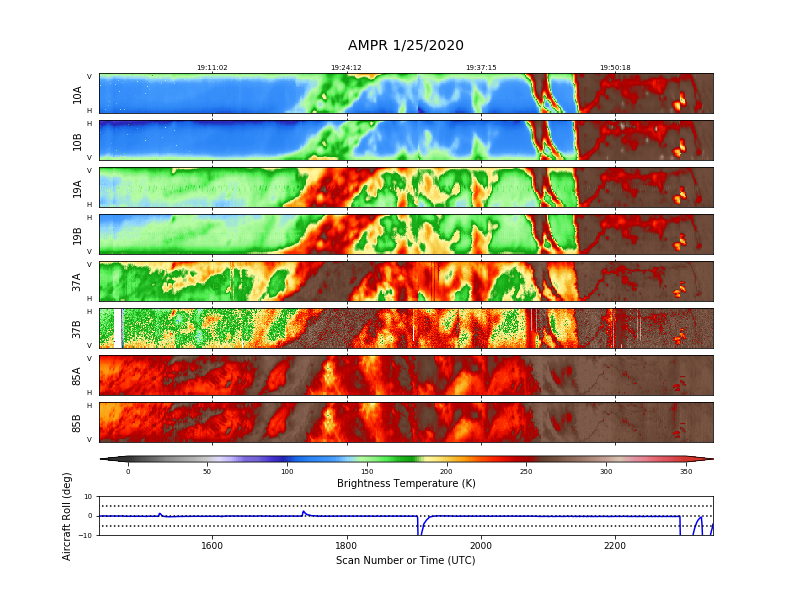 AMPR 1/25/2020
19:11:02 19:24:12 19:37:15 19:50:18
V
10A
H
H
10B
V
V
19A
H
H
19B
V
V
37A
H
H
37B
V
V
85A
H
H
85B
V
0 50 100 150 200 250 300 350
Brightness Temperature (K)
Aircraft Roll (deg)
10
0
−10
1600 1800 2000 2200
Scan Number or Time (UTC)